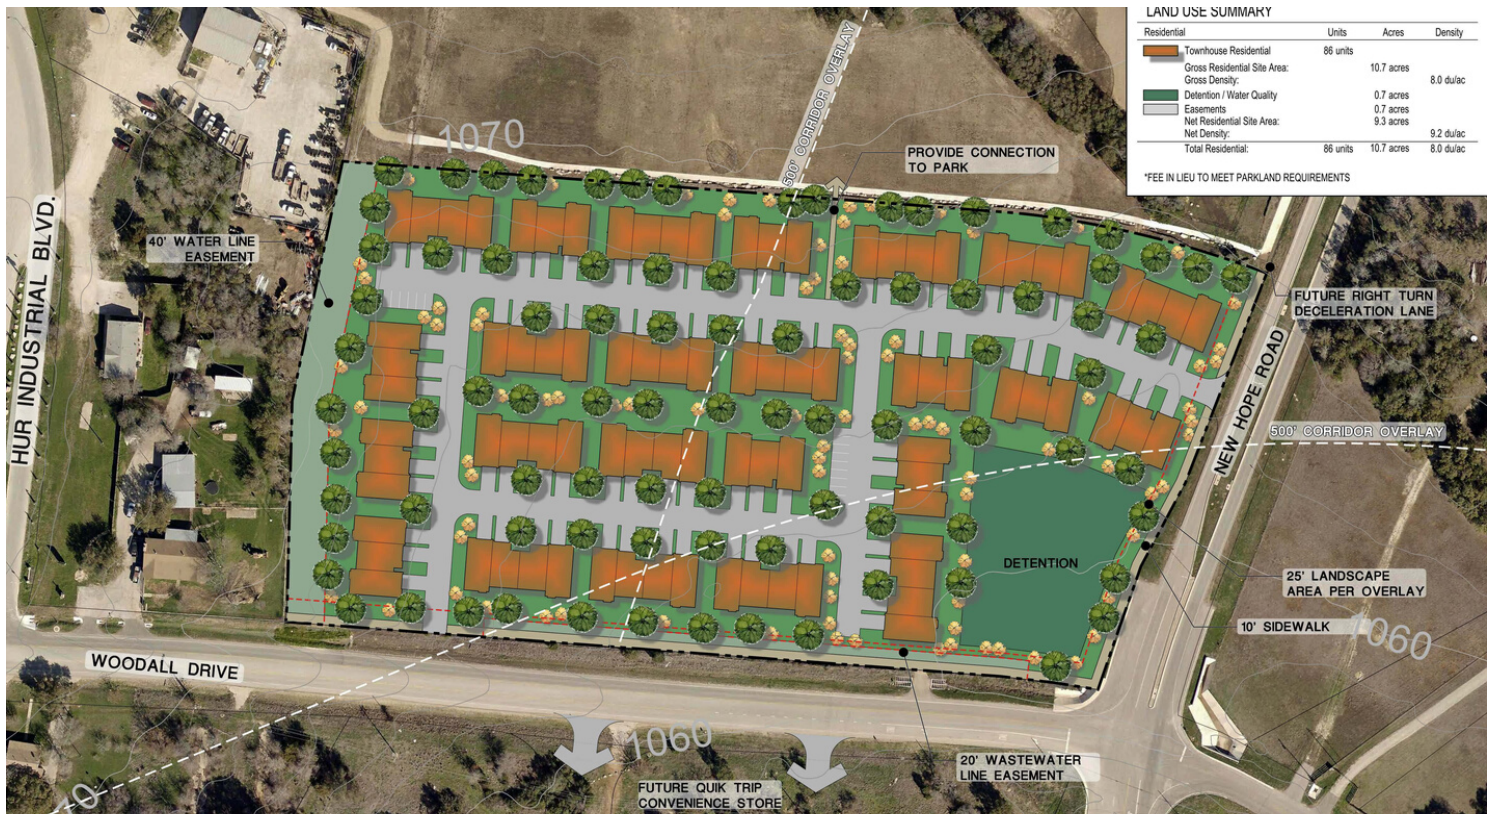 LAND USE SUMMARY
Residential Units Acres Density
Townhouse Residential 86 units
Gross Residential Site Area: 10.7 acres
Gross Density: 8.0 du/ac
Detention / Water Quality 0.7 acres
Easements 0.7 acres
Net Residential Site Area: 9.3 acres
Net Density: 9.2 du/ac
Total Residential: 86 units 10.7 acres 8.0 du/ac
*FEE IN LIEU TO MEET PARKLAND REQUIREMENTS
500' CORRIDOR OVERLAY
1070
PROVIDE CONNECTION
TO PARK
HUR INDUSTRIAL BLVD.
40' WATER LINE
EASEMENT
FUTURE RIGHT TURN
DECELERATION LANE
NEW HOPE ROAD
500' CORRIDOR OVERLAY
DETENTION
25' LANDSCAPE
AREA PER OVERLAY
10' SIDEWALK
1060
WOODALL DRIVE
1060
20' WASTEWATER
LINE EASEMENT
FUTURE QUIK TRIP
CONVENIENCE STORE